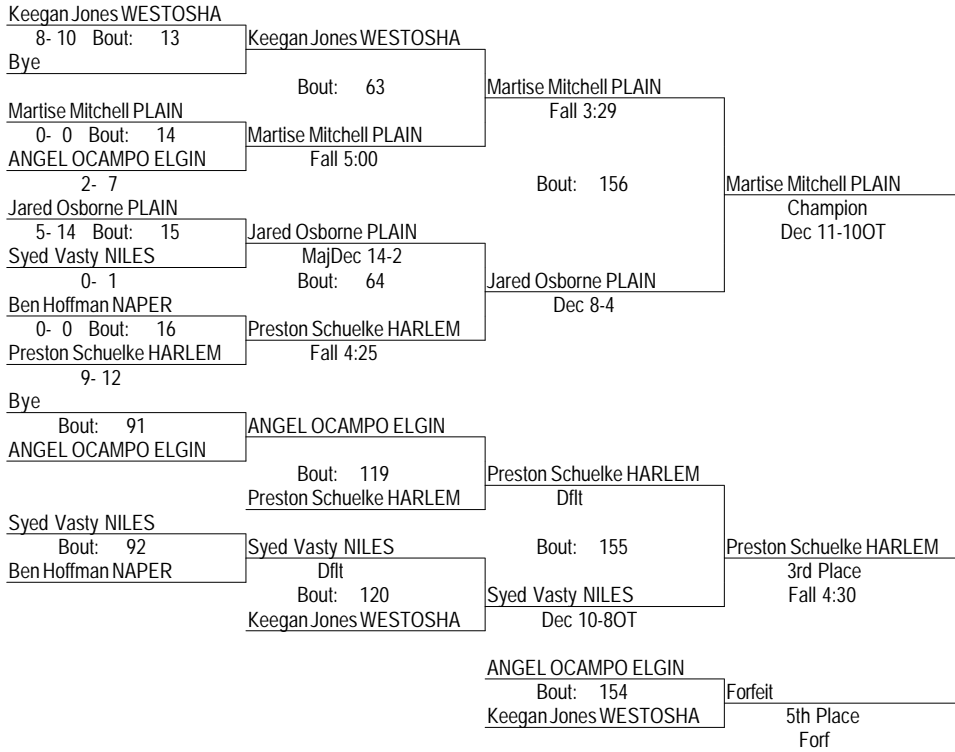 Keegan Jones WESTOSHA
8- 10 Bout: 13
Keegan Jones WESTOSHA
Bye
Bout: 63
Martise Mitchell PLAIN
Martise Mitchell PLAIN
Fall 3:29
0- 0 Bout: 14
Martise Mitchell PLAIN
ANGEL OCAMPO ELGIN
Fall 5:00
2- 7
Bout: 156
Martise Mitchell PLAIN
Jared Osborne PLAIN
Champion
5- 14 Bout: 15
Jared Osborne PLAIN
Dec 11-10OT
Syed Vasty NILES
MajDec 14-2
0- 1
Bout: 64
Jared Osborne PLAIN
Ben Hoffman NAPER
Dec 8-4
0- 0 Bout: 16
Preston Schuelke HARLEM
Preston Schuelke HARLEM
Fall 4:25
9- 12
Bye
Bout: 91
ANGEL OCAMPO ELGIN
ANGEL OCAMPO ELGIN
Bout: 119
Preston Schuelke HARLEM
Preston Schuelke HARLEM
Dflt
Syed Vasty NILES
Bout: 92
Syed Vasty NILES
Bout: 155
Preston Schuelke HARLEM
Ben Hoffman NAPER
Dflt
3rd Place
Bout: 120
Syed Vasty NILES
Fall 4:30
Keegan Jones WESTOSHA
Dec 10-8OT
ANGEL OCAMPO ELGIN
Bout: 154
Forfeit
Keegan Jones WESTOSHA
5th Place
Forf